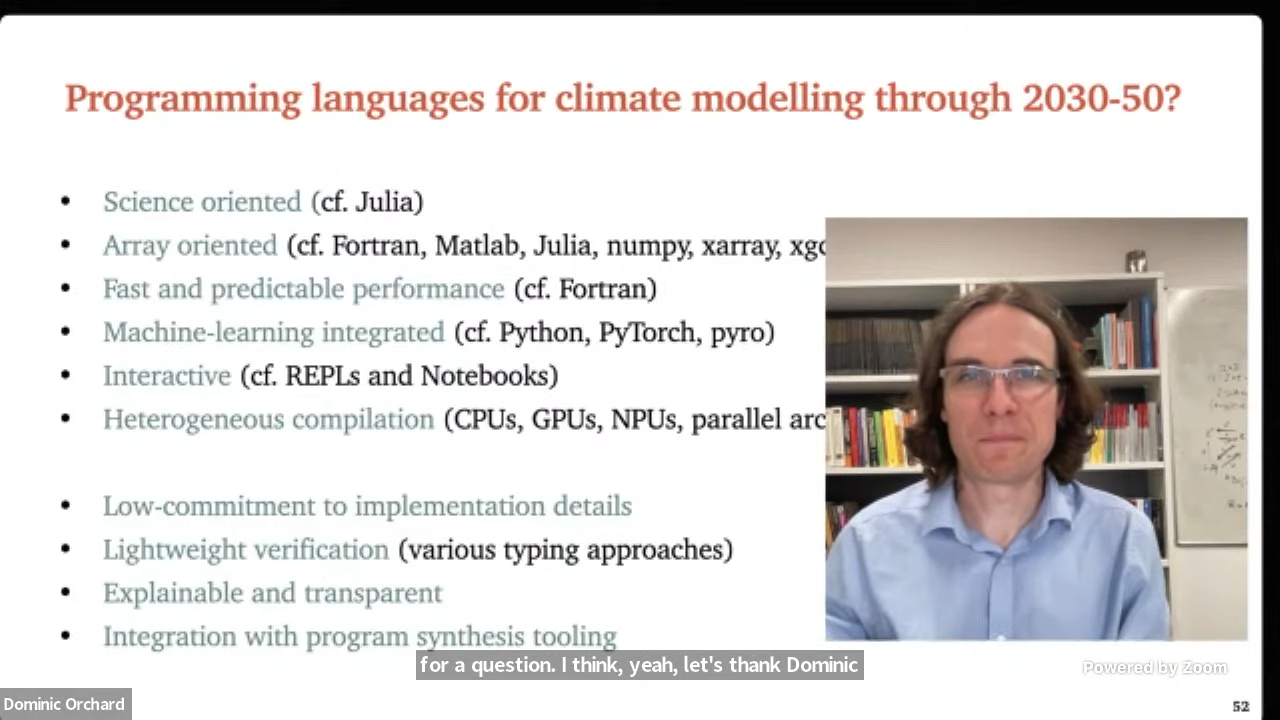 Programming languages for climate modelling through 2030-50?
• Science oriented (cf. Julia)
• Array oriented (cf. Fortran, Matlab, Julia, numpy, xarray,
• Fast and predictable performance (cf. Fortran)
• Machine-learning integrated (cf. Python, PyTorch, pyro)
• Interactive (cf. REPLs and Notebooks)
• Heterogeneous compilation (CPUs, GPUs, NPUs, parallel
• Low-commitment to implementation details
• Lightweight verification (various typing approaches)
• Explainable and transparent
• Integration with program synthesis tooling
for a question. I think, yeah, let's thank Dominic
Powered by Zoom
Dominic Orchard
52